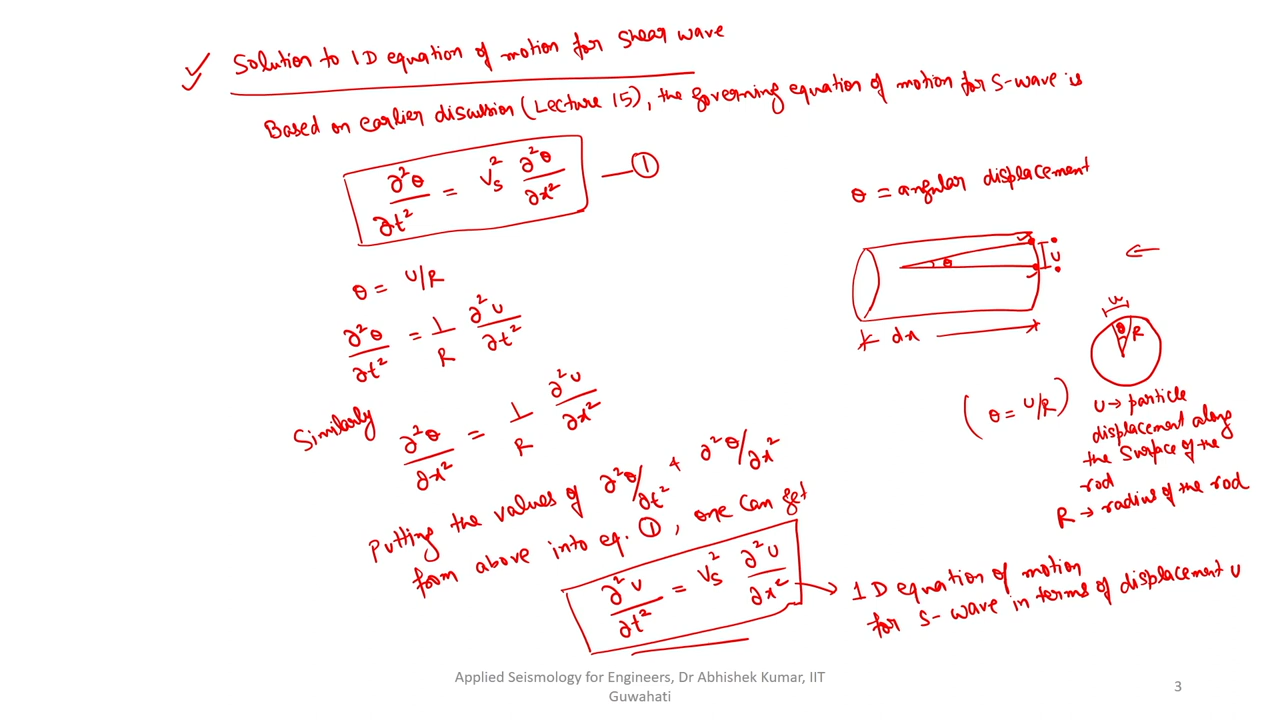 Solution to 1D equation of motion for shear wave
Based on earlier discussion (Lecture 15), the governing equation of motion for S-wave is
∂²θ/∂t² = Vs² ∂²θ/∂x² — ①
θ = angular displacement
θ
u
dx
u
θ
R
θ = u/R
∂²θ/∂t² = 1/R ∂²u/∂t²
Similarly ∂²θ/∂x² = 1/R ∂²u/∂x²
(θ = u/R)
u → particle
displacement along
the surface of the
rod
R → radius of the rod
Putting the values of ∂²θ/∂t² + ∂²θ/∂x²
from above into eq. ①, one can get
∂²u/∂t² = Vs² ∂²u/∂x² → 1D equation of motion
for S-wave in terms of displacement u
Applied Seismology for Engineers, Dr Abhishek Kumar, IIT
Guwahati
3